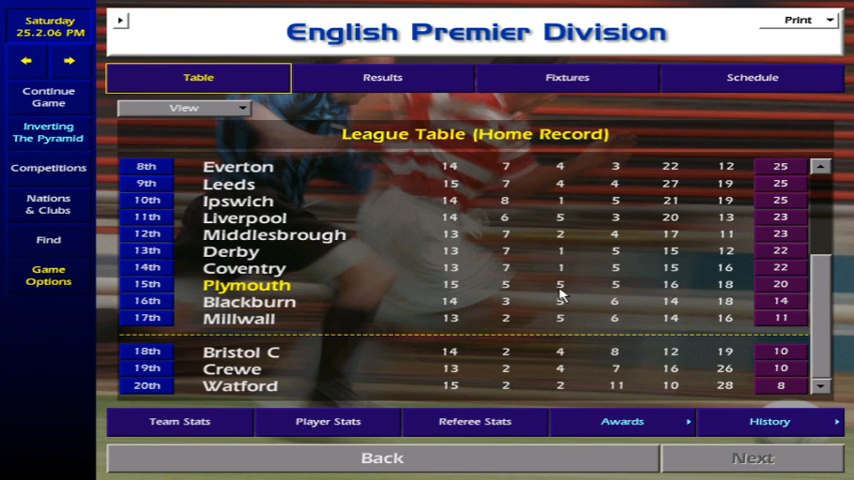 Saturday
25.2.06 PM
Continue
Game
Inverting
The Pyramid
Competitions
Nations
& Clubs
Find
Game
Options
English Premier Division
Print
Table Results Fixtures Schedule
View
League Table (Home Record)
8th Everton 14 7 4 3 22 12 25
9th Leeds 15 7 4 4 27 19 25
10th Ipswich 14 8 1 5 21 19 25
11th Liverpool 14 6 5 3 20 13 23
12th Middlesbrough 13 7 2 4 17 11 23
13th Derby 13 7 1 5 15 12 22
14th Coventry 13 7 1 5 15 16 22
15th Plymouth 15 5 5 5 16 18 20
16th Blackburn 14 3 5 6 14 18 14
17th Millwall 13 2 5 6 14 16 11
18th Bristol C 14 2 4 8 12 19 10
19th Crewe 13 2 4 7 16 26 10
20th Watford 15 2 2 11 10 28 8
Team Stats Player Stats Referee Stats Awards History
Back Next